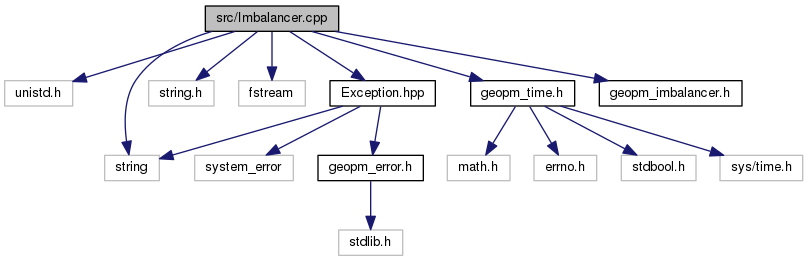 src/Imbalancer.cpp
unistd.h
string.h
fstream
Exception.hpp
geopm_time.h
geopm_imbalancer.h
string
system_error
geopm_error.h
math.h
errno.h
stdbool.h
sys/time.h
stdlib.h